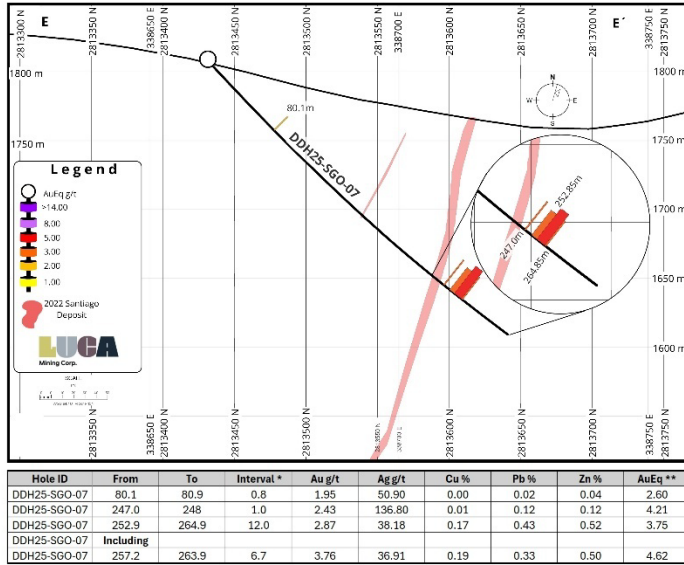 E
E´
2813300 N
2813350 N
338650 E
2813400 N
2813450 N
2813500 N
2813550 N
338700 E
2813600 N
2813650 N
2813700 N
338750 E
2813750 N
1800 m
1800 m
1750 m
1750 m
1700 m
1700 m
1650 m
1650 m
1600 m
1600 m
80.1m
DDH25-SGO-07
N
W
E
S
252.85m
247.0m
264.85m
Legend
AuEq g/t
>14.00
8.00
5.00
3.00
2.00
1.00
2022 Santiago
Deposit
LUCA
Mining Corp.
SCALE
2813350 N
338650 E
2813400 N
2813450 N
2813500 N
2813600 N
2813650 N
2813700 N
338750 E
2813750 N
Hole ID From To Interval * Au g/t Ag g/t Cu % Pb % Zn % AuEq **
DDH25-SGO-07 80.1 80.9 0.8 1.95 50.90 0.00 0.02 0.04 2.60
DDH25-SGO-07 247.0 248 1.0 2.43 136.80 0.01 0.12 0.12 4.21
DDH25-SGO-07 252.9 264.9 12.0 2.87 38.18 0.17 0.43 0.52 3.75
DDH25-SGO-07 Including
DDH25-SGO-07 257.2 263.9 6.7 3.76 36.91 0.19 0.33 0.50 4.62